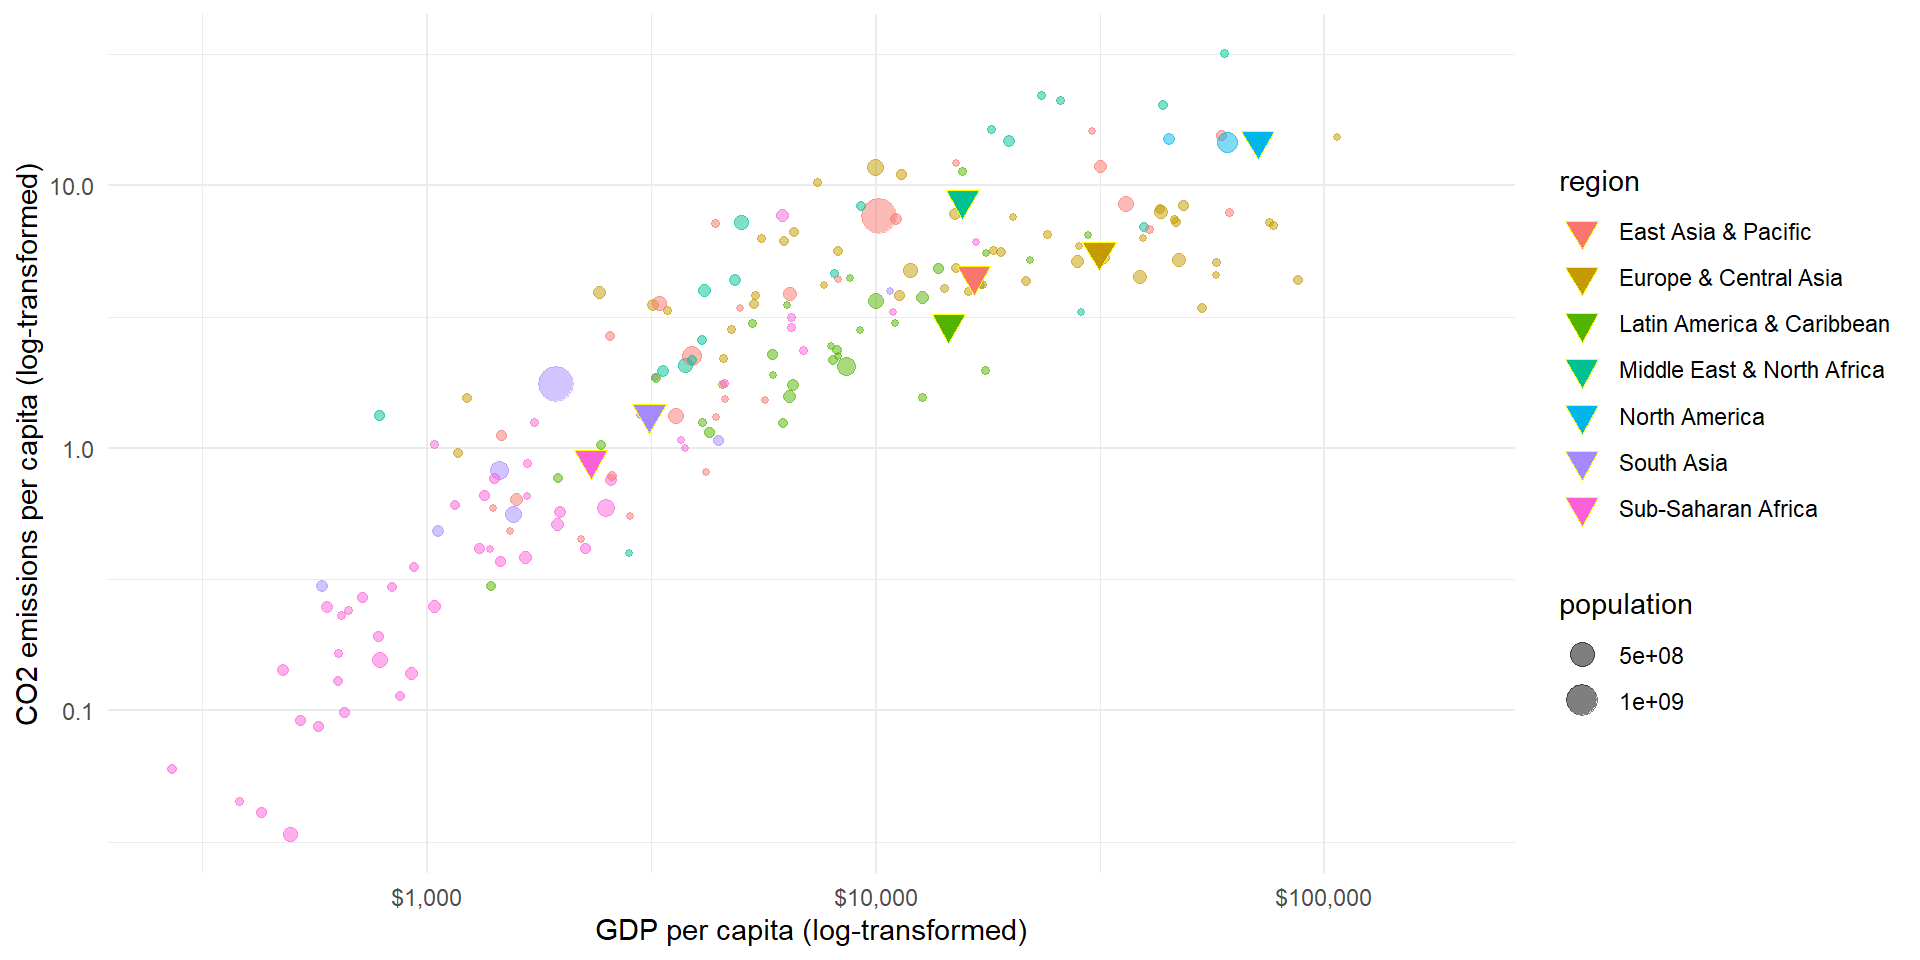 CO2 emissions per capita (log-transformed)
10.0
1.0
0.1
$1,000
$10,000
$100,000
GDP per capita (log-transformed)
region
East Asia & Pacific
Europe & Central Asia
Latin America & Caribbean
Middle East & North Africa
North America
South Asia
Sub-Saharan Africa
population
5e+08
1e+09